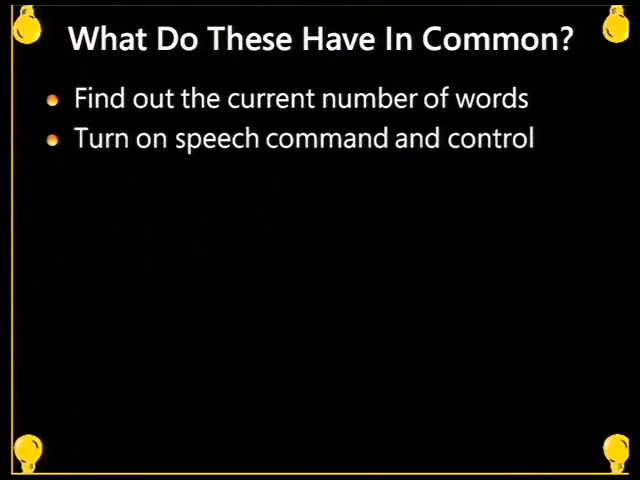 What Do These Have In Common?
Find out the current number of words
Turn on speech command and control